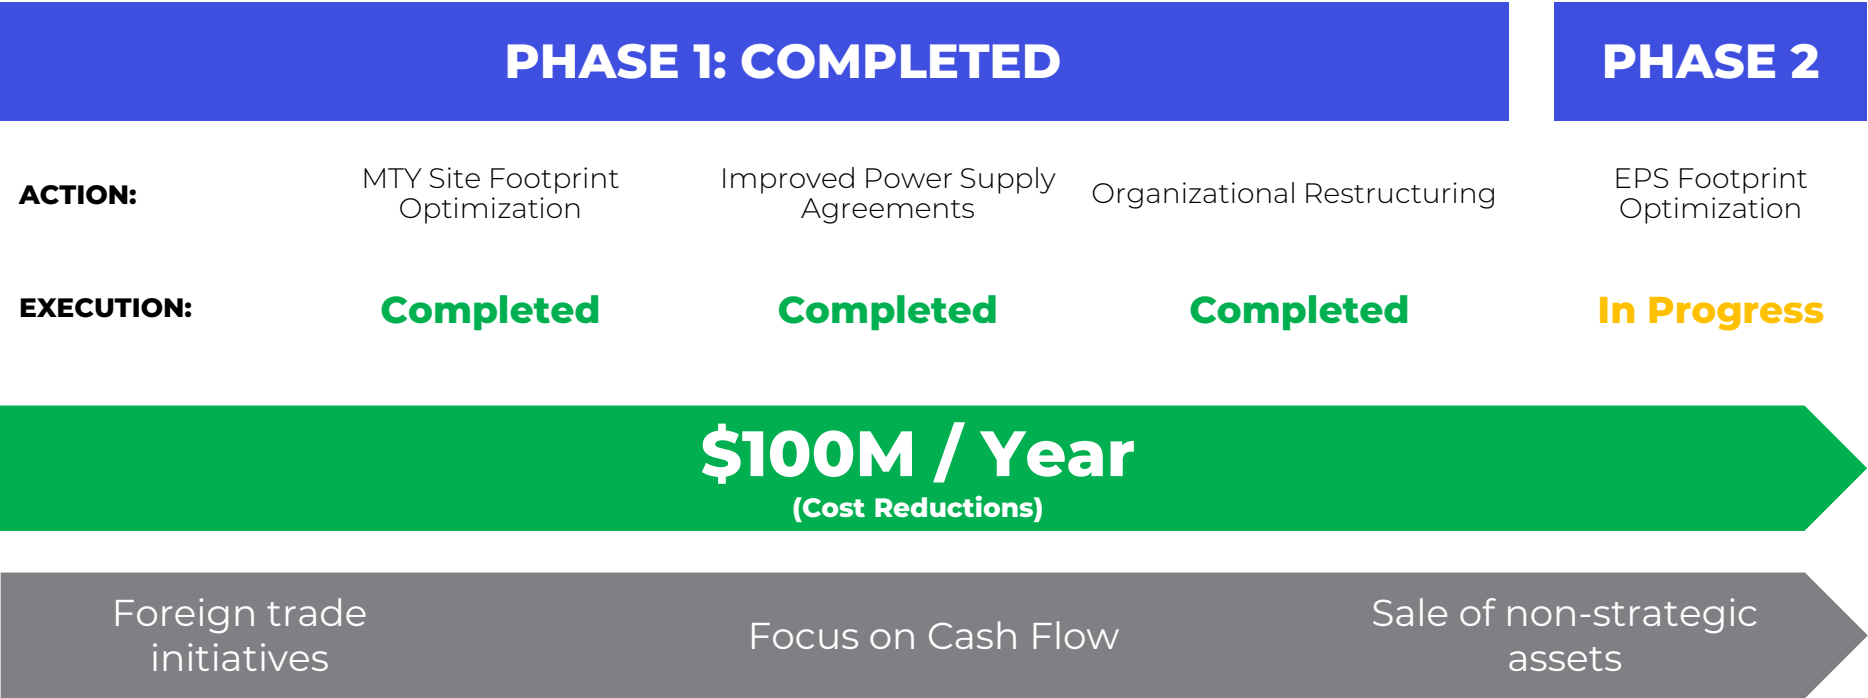 PHASE 1: COMPLETED
PHASE 2
ACTION:
MTY Site Footprint
Optimization
Improved Power Supply
Agreements
Organizational Restructuring
EPS Footprint
Optimization
EXECUTION:
Completed
Completed
Completed
In Progress
$100M / Year
(Cost Reductions)
Foreign trade
initiatives
Focus on Cash Flow
Sale of non-strategic
assets